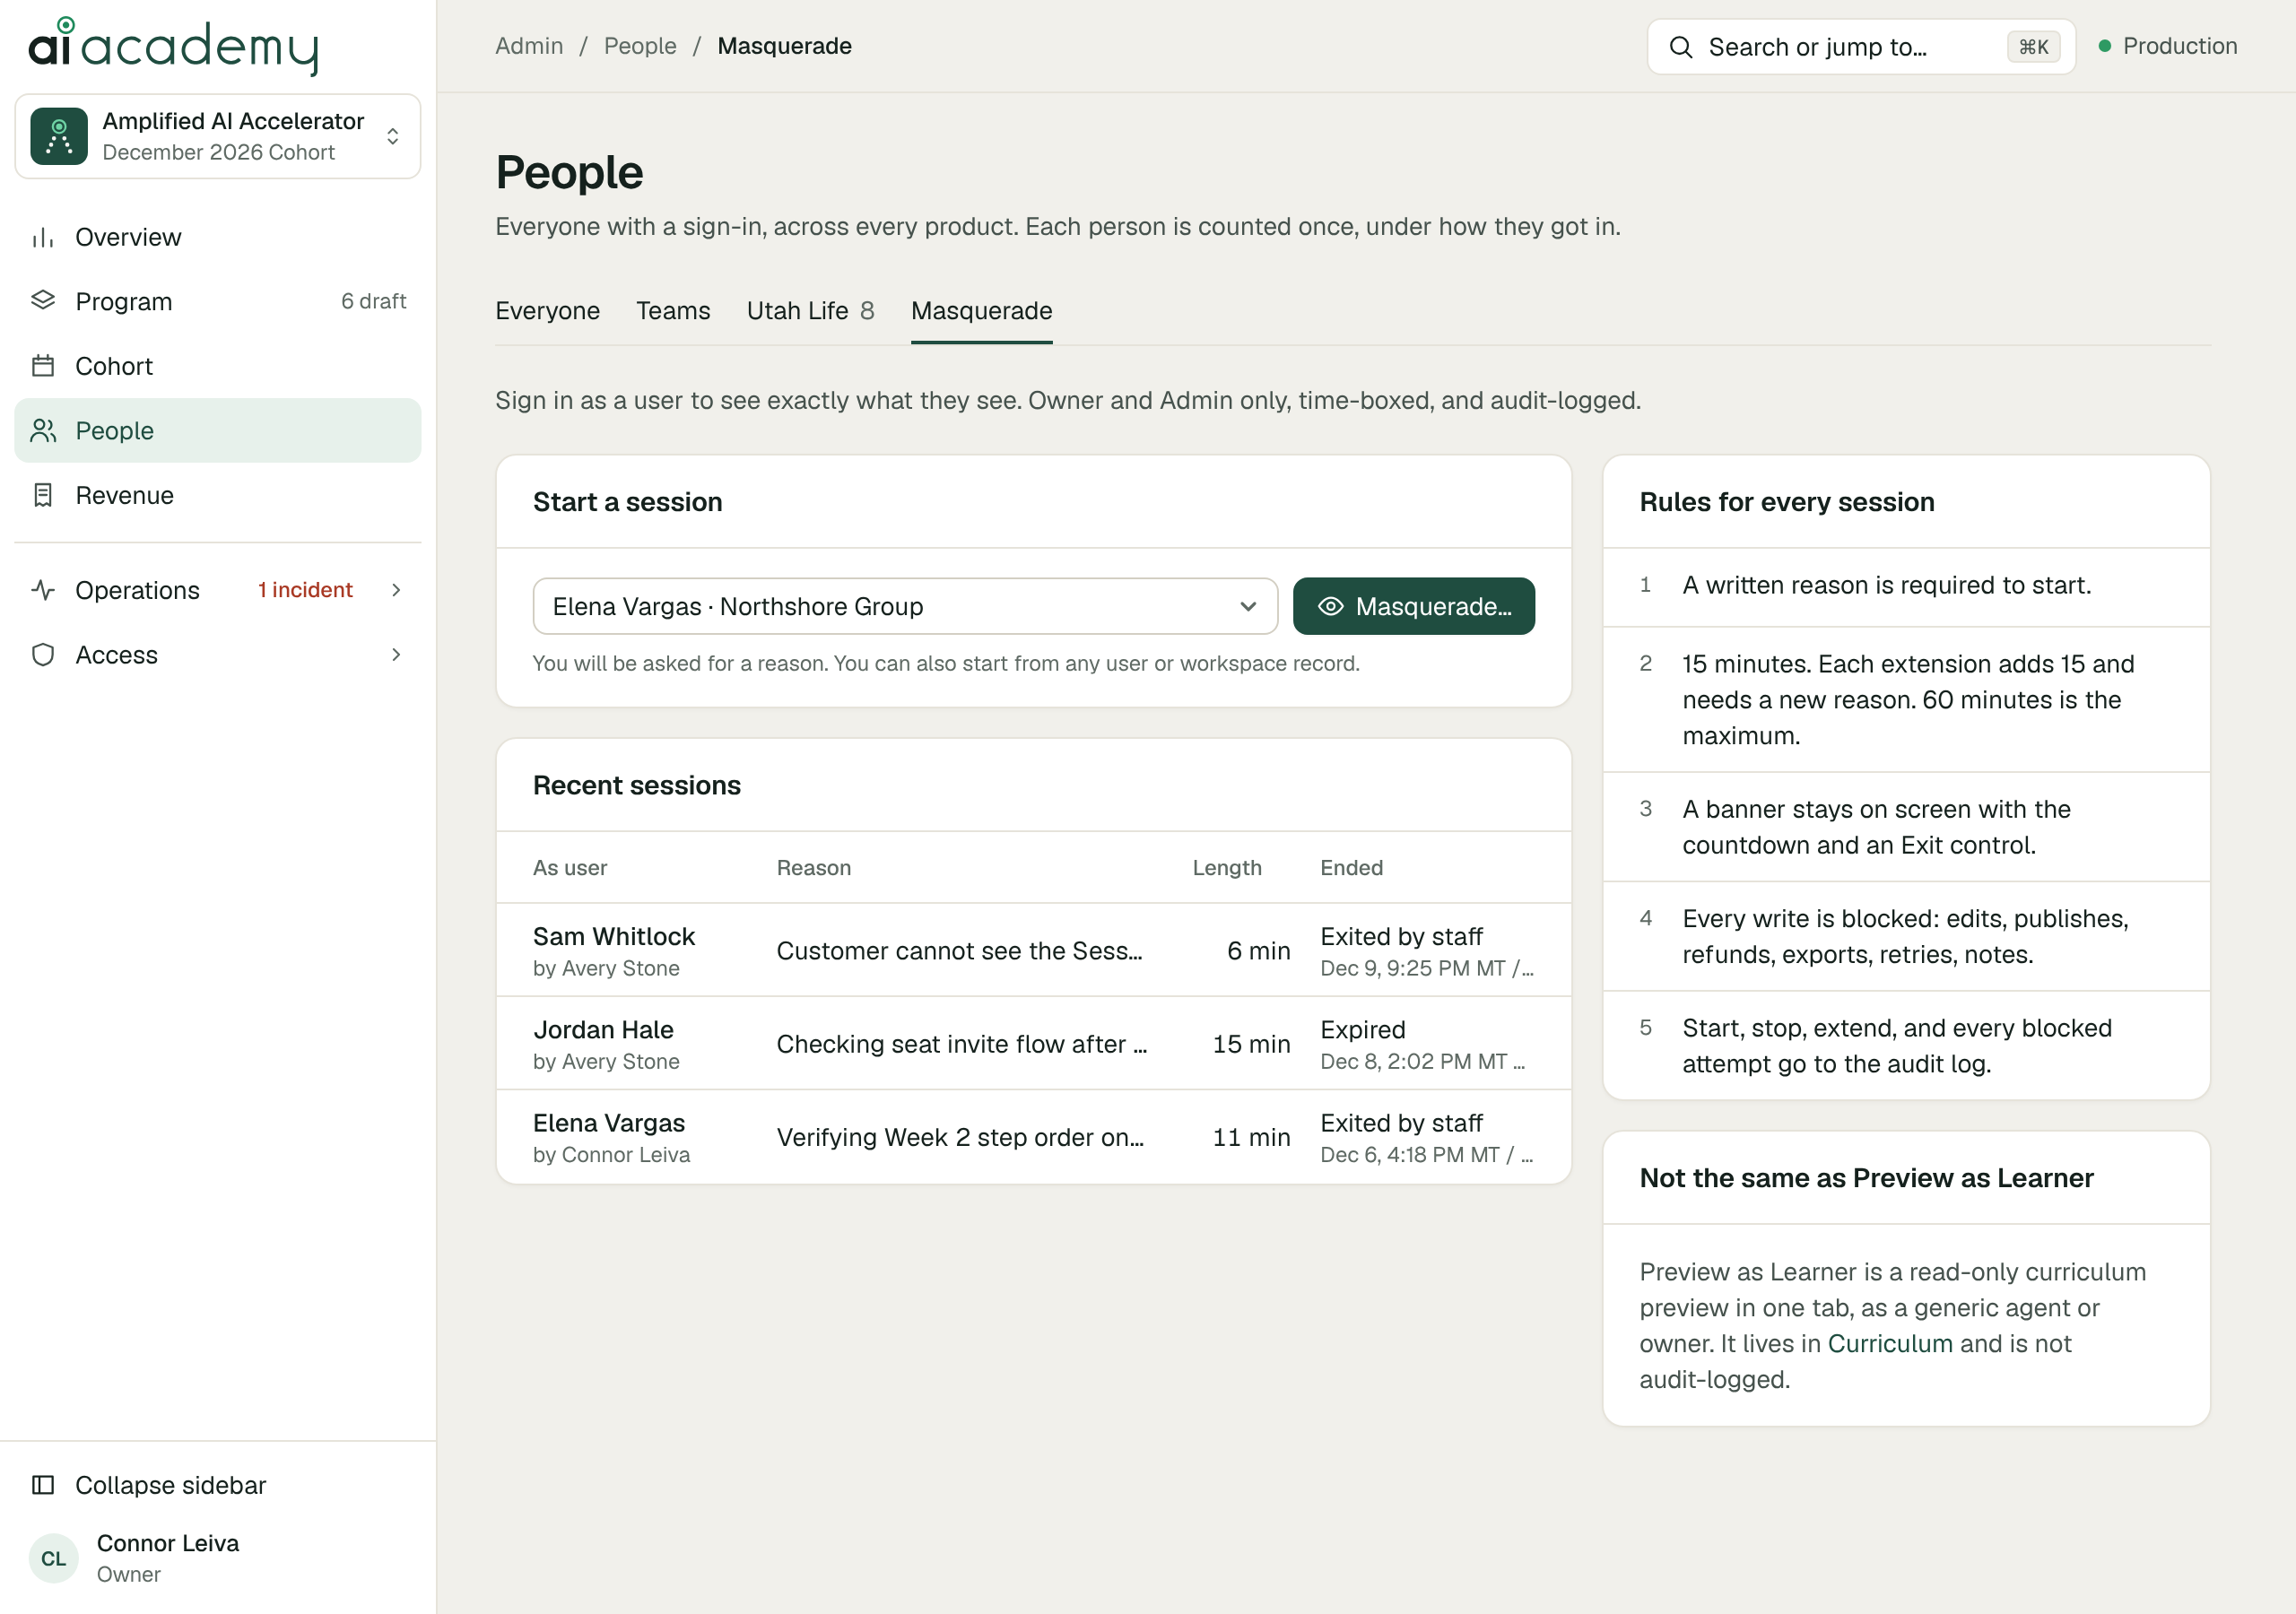 ai academy
Amplified AI Accelerator
December 2026 Cohort
Overview
Program 6 draft
Cohort
People
Revenue
Operations 1 incident
Access
Collapse sidebar
CL
Connor Leiva
Owner
Admin / People / Masquerade
Search or jump to… ⌘K
Production
People
Everyone with a sign-in, across every product. Each person is counted once, under how they got in.
Everyone Teams Utah Life 8 Masquerade
Sign in as a user to see exactly what they see. Owner and Admin only, time-boxed, and audit-logged.
Start a session
Elena Vargas · Northshore Group
Masquerade…
You will be asked for a reason. You can also start from any user or workspace record.
Recent sessions
As user Reason Length Ended
Sam Whitlock
by Avery Stone
Customer cannot see the Sess…
6 min
Exited by staff
Dec 9, 9:25 PM MT /…
Jordan Hale
by Avery Stone
Checking seat invite flow after …
15 min
Expired
Dec 8, 2:02 PM MT …
Elena Vargas
by Connor Leiva
Verifying Week 2 step order on…
11 min
Exited by staff
Dec 6, 4:18 PM MT / …
Rules for every session
1 A written reason is required to start.
2 15 minutes. Each extension adds 15 and
needs a new reason. 60 minutes is the
maximum.
3 A banner stays on screen with the
countdown and an Exit control.
4 Every write is blocked: edits, publishes,
refunds, exports, retries, notes.
5 Start, stop, extend, and every blocked
attempt go to the audit log.
Not the same as Preview as Learner
Preview as Learner is a read-only curriculum
preview in one tab, as a generic agent or
owner. It lives in Curriculum and is not
audit-logged.